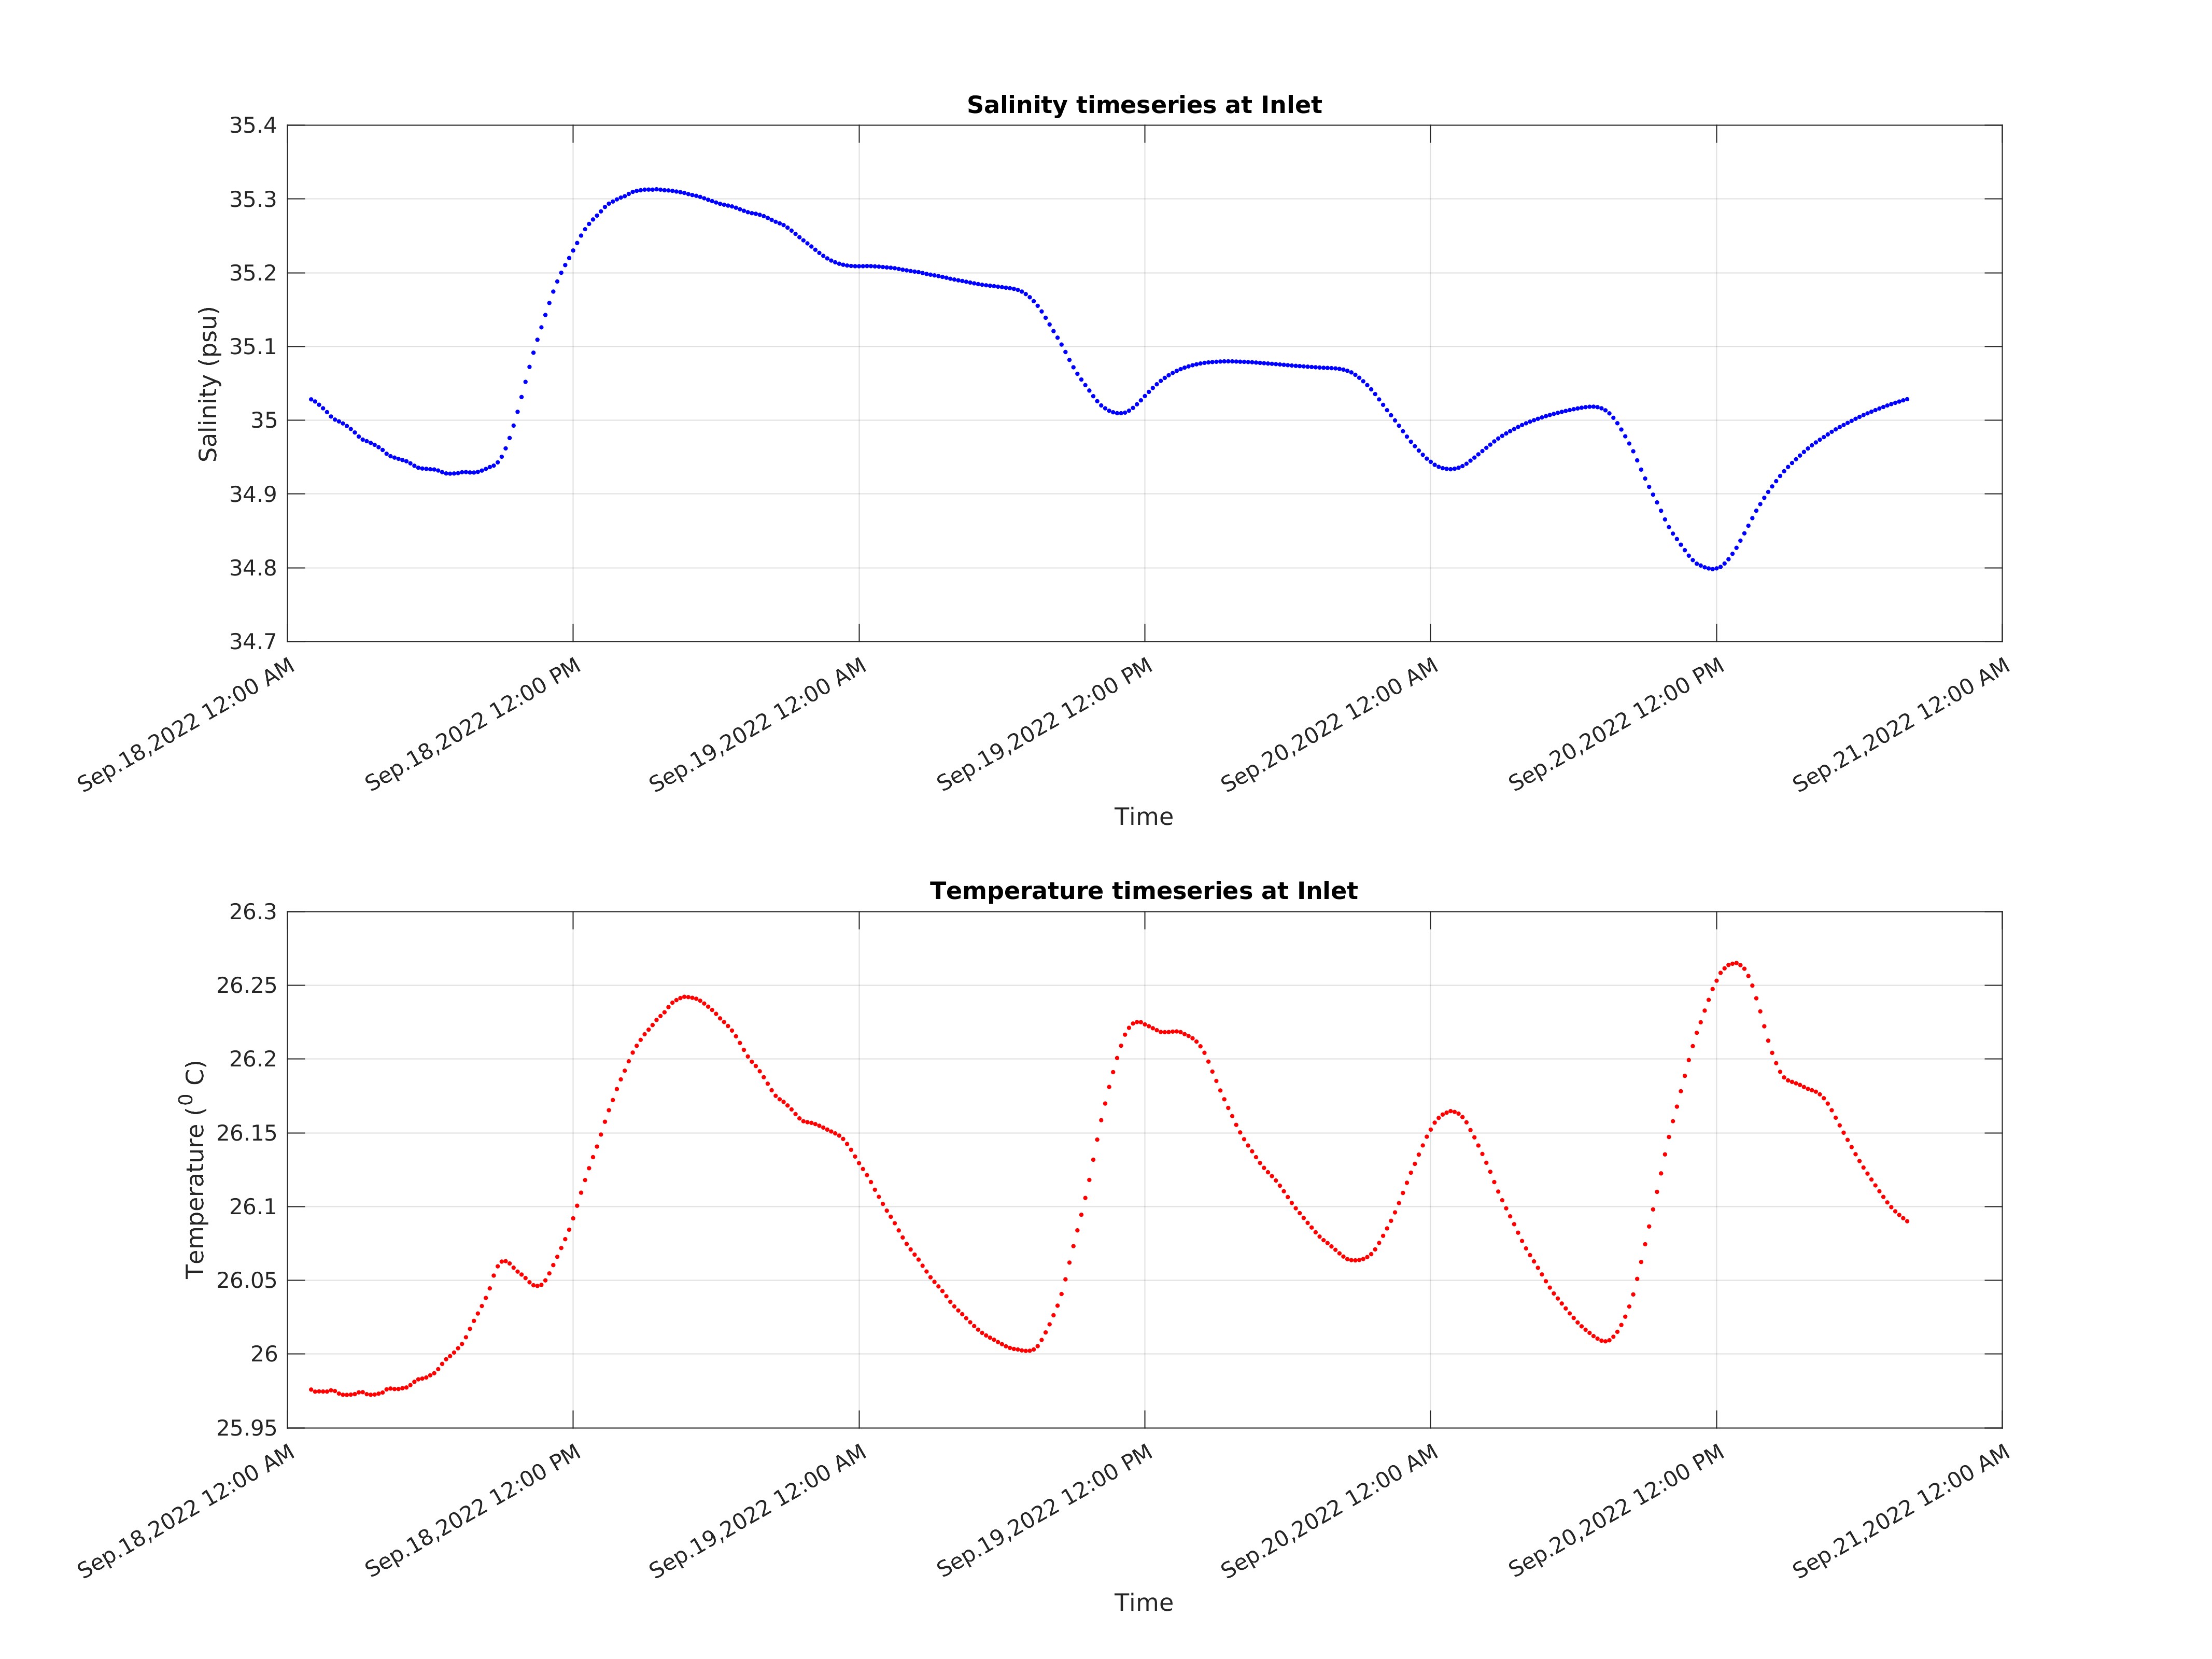 Salinity timeseries at Inlet
35.4
35.3
35.2
35.1
35
34.9
34.8
34.7
Salinity (psu)
Sep.18,2022 12:00 AM
Sep.18,2022 12:00 PM
Sep.19,2022 12:00 AM
Sep.19,2022 12:00 PM
Sep.20,2022 12:00 AM
Sep.20,2022 12:00 PM
Sep.21,2022 12:00 AM
Time
Temperature timeseries at Inlet
26.3
26.25
26.2
26.15
26.1
26.05
26
25.95
Temperature (⁰ C)
Sep.18,2022 12:00 AM
Sep.18,2022 12:00 PM
Sep.19,2022 12:00 AM
Sep.19,2022 12:00 PM
Sep.20,2022 12:00 AM
Sep.20,2022 12:00 PM
Sep.21,2022 12:00 AM
Time